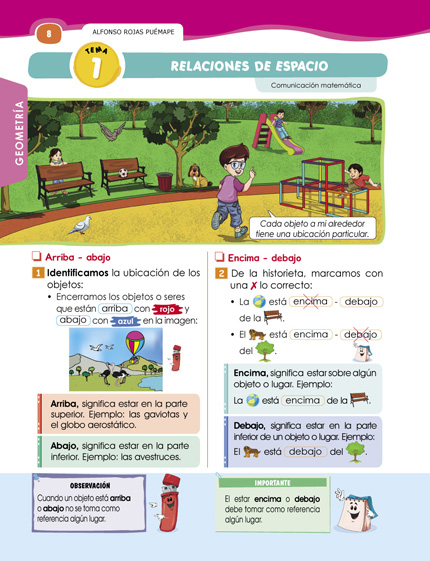 8
ALFONSO ROJAS PUÉMAPE
TEMA
1
RELACIONES DE ESPACIO
Comunicación matemática
GEOMETRÍA
Cada objeto a mi alrededor
tiene una ubicación particular.
Arriba - abajo
1 Identificamos la ubicación de los
objetos:
• Encerramos los objetos o seres
que están arriba con rojo y
abajo con azul en la imagen:
Arriba, significa estar en la parte
superior. Ejemplo: las gaviotas y
el globo aerostático.
Abajo, significa estar en la parte
inferior. Ejemplo: las avestruces.
Encima - debajo
2 De la historieta, marcamos con
una ✗ lo correcto:
• La está encima - debajo
de la .
• El está encima - debajo
del .
Encima, significa estar sobre algún
objeto o lugar. Ejemplo:
La está encima de la .
Debajo, significa estar en la parte
inferior de un objeto o lugar. Ejemplo:
El está debajo del .
OBSERVACIÓN
Cuando un objeto está arriba
o abajo no se toma como
referencia algún lugar.
IMPORTANTE
El estar encima o debajo
debe tomar como referencia
algún lugar.